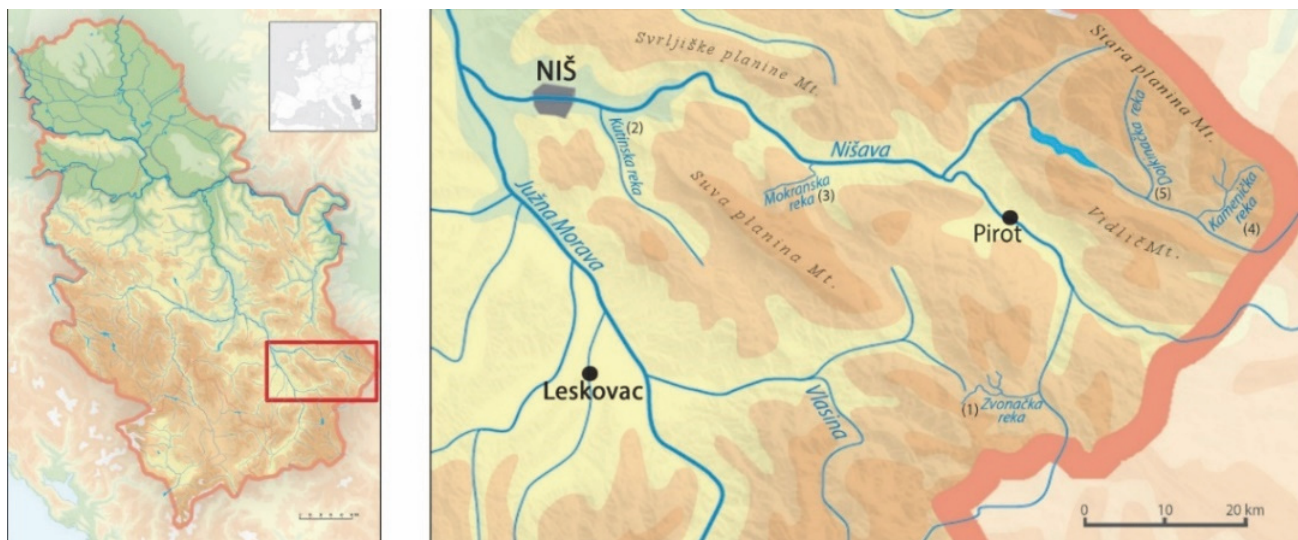 NIŠ
Svrljiške planine Mt.
Stara planina Mt.
(2)
Kutinska reka
Nišava
Dojkinačka reka
Suva planina Mt.
Mokranska
reka (3)
(5)
Kamenička
reka
(4)
Južna Morava
Pirot
Vidlič Mt.
Leskovac
Vlasina
(1) Zvonačka
reka
0 10 20 km